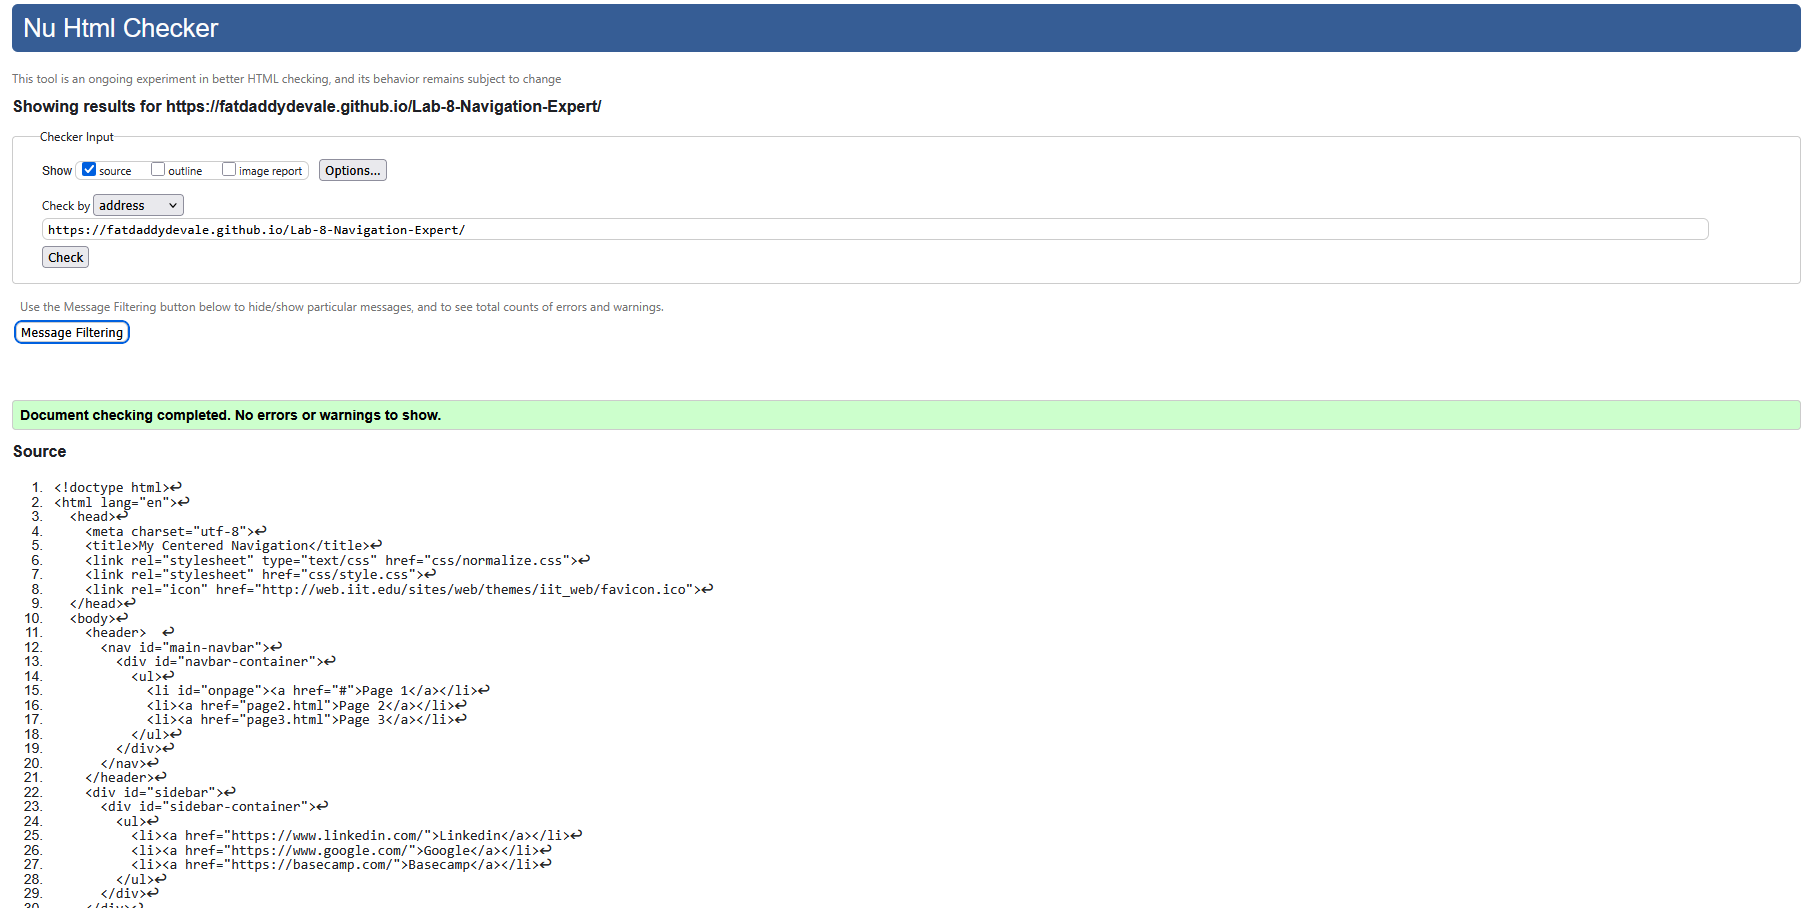 Nu Html Checker
This tool is an ongoing experiment in better HTML checking, and its behavior remains subject to change
Showing results for https://fatdaddydevale.github.io/Lab-8-Navigation-Expert/
Checker Input
Show source outline image report Options...
Check by address
https://fatdaddydevale.github.io/Lab-8-Navigation-Expert/
Check
Use the Message Filtering button below to hide/show particular messages, and to see total counts of errors and warnings.
Message Filtering
Document checking completed. No errors or warnings to show.
Source
1. <!doctype html>↩
2. <html lang="en">↩
3.   <head>↩
4.     <meta charset="utf-8">↩
5.     <title>My Centered Navigation</title>↩
6.     <link rel="stylesheet" type="text/css" href="css/normalize.css">↩
7.     <link rel="stylesheet" href="css/style.css">↩
8.     <link rel="icon" href="http://web.iit.edu/sites/web/themes/iit_web/favicon.ico">↩
9.   </head>↩
10.   <body>↩
11.     <header>  ↩
12.       <nav id="main-navbar">↩
13.         <div id="navbar-container">↩
14.           <ul>↩
15.             <li id="onpage"><a href="#">Page 1</a></li>↩
16.             <li><a href="page2.html">Page 2</a></li>↩
17.             <li><a href="page3.html">Page 3</a></li>↩
18.           </ul>↩
19.         </div>↩
20.       </nav>↩
21.     </header>↩
22.     <div id="sidebar">↩
23.       <div id="sidebar-container">↩
24.         <ul>↩
25.           <li><a href="https://www.linkedin.com/">Linkedin</a></li>↩
26.           <li><a href="https://www.google.com/">Google</a></li>↩
27.           <li><a href="https://basecamp.com/">Basecamp</a></li>↩
28.         </ul>↩
29.       </div>↩
30.     </div>↩